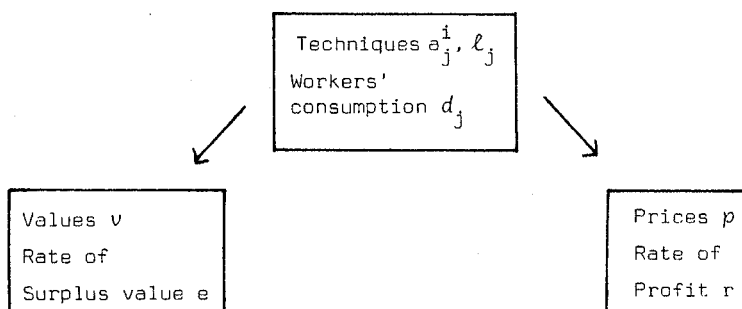 Techniques a^i_j, ℓ_j
Workers'
consumption d_j
Values ν
Rate of
Surplus value e
Prices p
Rate of
Profit r